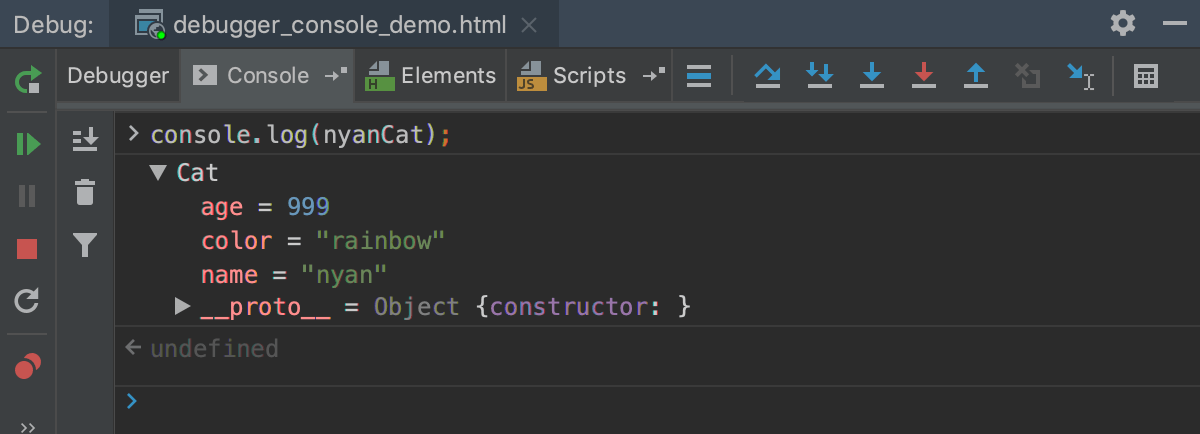 Debug: debugger_console_demo.html
Debugger Console Elements Scripts
> console.log(nyanCat);
Cat
age = 999
color = "rainbow"
name = "nyan"
__proto__ = Object {constructor: }
undefined